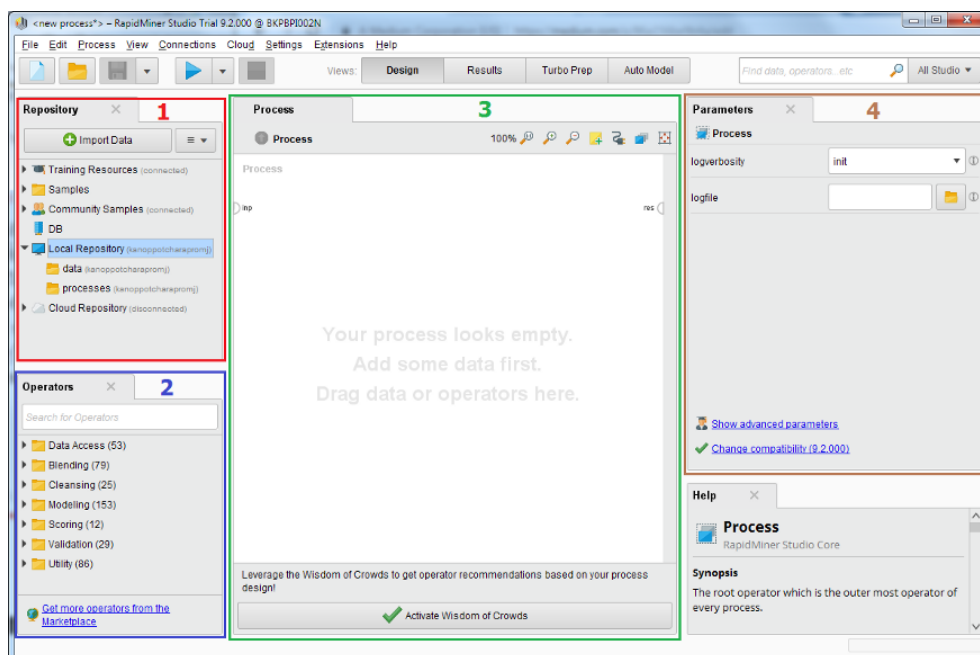 <new process*> – RapidMiner Studio Trial 9.2.000 @ BKPBPI002N
File Edit Process View Connections Cloud Settings Extensions Help
Views: Design Results Turbo Prep Auto Model Find data, operators...etc All Studio
Repository
1
Import Data
Training Resources (connected)
Samples
Community Samples (connected)
DB
Local Repository (kanoppotcharapromj)
data (kanoppotcharapromj)
processes (kanoppotcharapromj)
Cloud Repository (disconnected)
Operators
2
Search for Operators
Data Access (53)
Blending (79)
Cleansing (25)
Modeling (153)
Scoring (12)
Validation (29)
Utility (86)
Get more operators from the
Marketplace
Process
3
Process
100%
Process
inp
res
Your process looks empty.
Add some data first.
Drag data or operators here.
Leverage the Wisdom of Crowds to get operator recommendations based on your process
design!
Activate Wisdom of Crowds
Parameters
4
Process
logverbosity init
logfile
Show advanced parameters
Change compatibility (9.2.000)
Help
Process
RapidMiner Studio Core
Synopsis
The root operator which is the outer most operator of
every process.